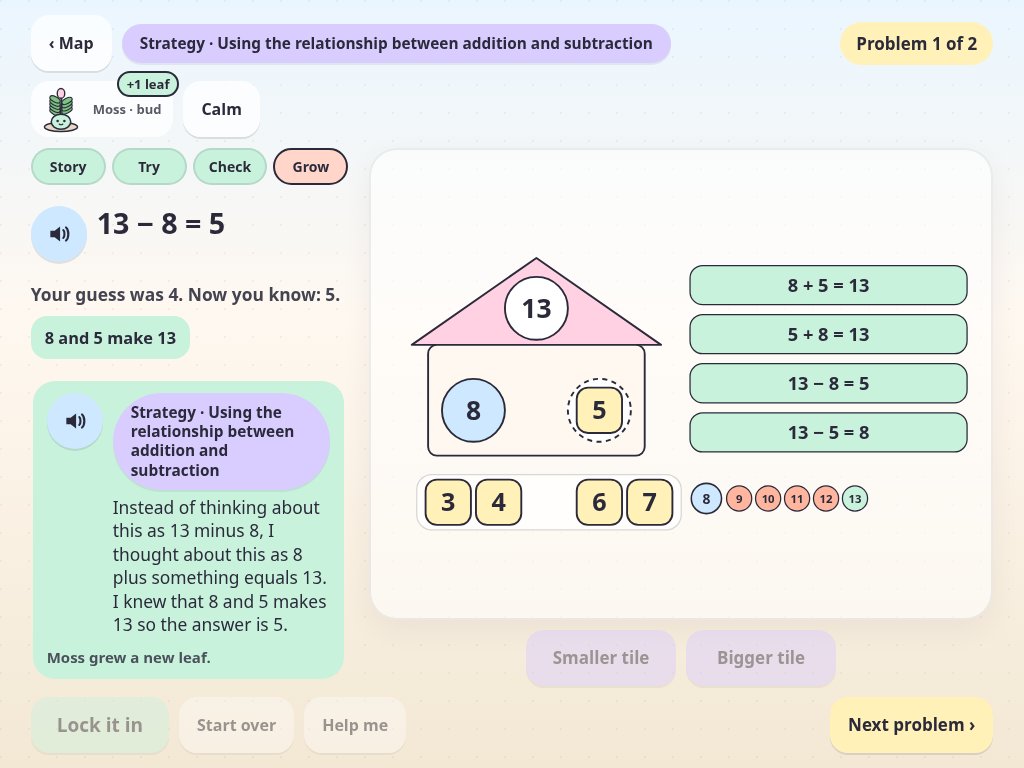 ‹ Map
Strategy · Using the relationship between addition and subtraction
Problem 1 of 2
+1 leaf
Moss · bud
Calm
Story
Try
Check
Grow
13 − 8 = 5
Your guess was 4. Now you know: 5.
8 and 5 make 13
Strategy · Using the
relationship between
addition and
subtraction
Instead of thinking about
this as 13 minus 8, I
thought about this as 8
plus something equals 13.
I knew that 8 and 5 makes
13 so the answer is 5.
Moss grew a new leaf.
13
8
5
3 4 6 7
8 + 5 = 13
5 + 8 = 13
13 − 8 = 5
13 − 5 = 8
8 9 10 11 12 13
Smaller tile
Bigger tile
Lock it in
Start over
Help me
Next problem ›